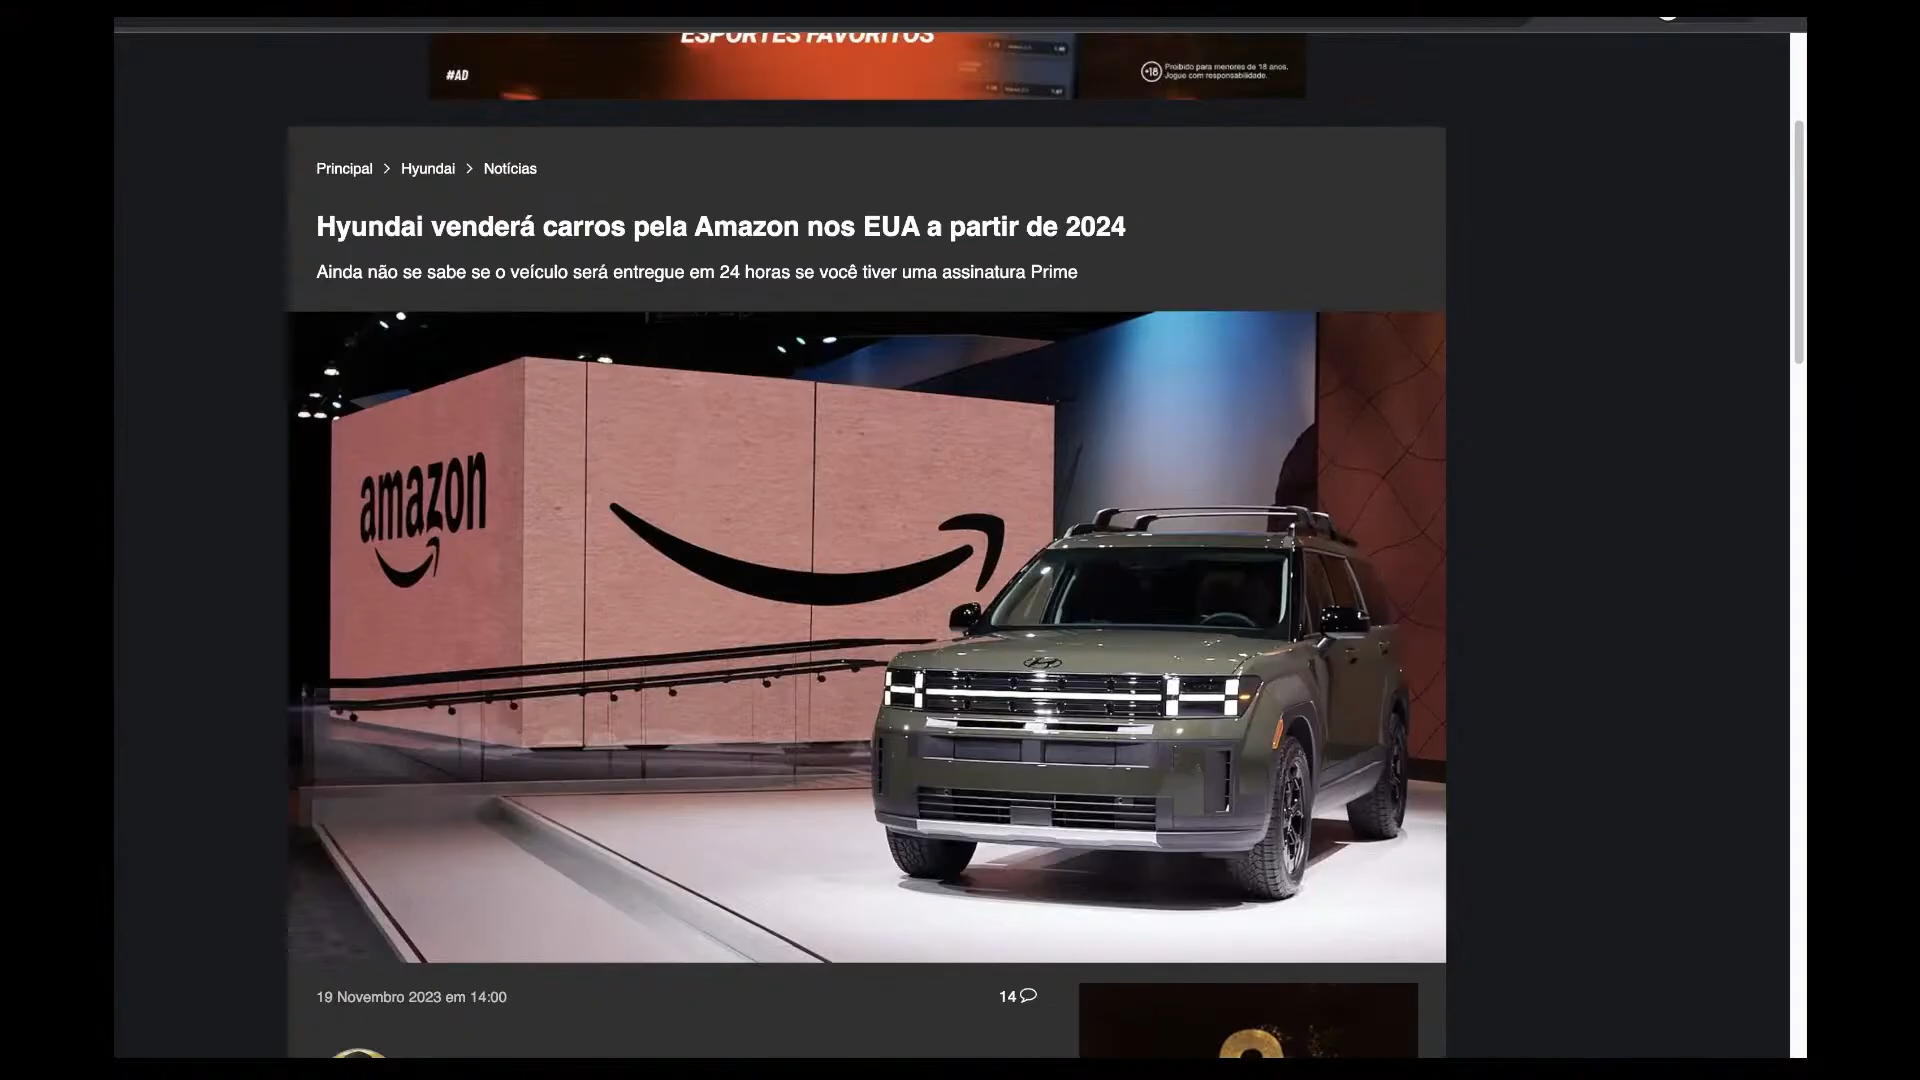 ESPORTES FAVORITOS
#AD
+18 Proibido para menores de 18 anos.
Jogue com responsabilidade.
Principal > Hyundai > Notícias
Hyundai venderá carros pela Amazon nos EUA a partir de 2024
Ainda não se sabe se o veículo será entregue em 24 horas se você tiver uma assinatura Prime
amazon
19 Novembro 2023 em 14:00
14